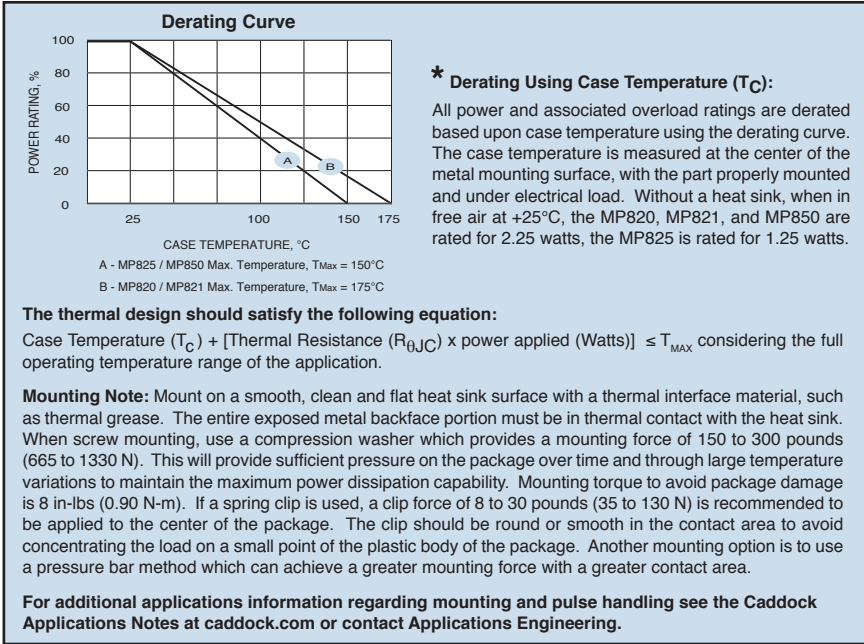 Derating Curve
100
80
60
40
20
0
POWER RATING, %
A
B
25
100
150
175
CASE TEMPERATURE, °C
A - MP825 / MP850 Max. Temperature, TMax = 150°C
B - MP820 / MP821 Max. Temperature, TMax = 175°C
* Derating Using Case Temperature (TC):
All power and associated overload ratings are derated
based upon case temperature using the derating curve.
The case temperature is measured at the center of the
metal mounting surface, with the part properly mounted
and under electrical load. Without a heat sink, when in
free air at +25°C, the MP820, MP821, and MP850 are
rated for 2.25 watts, the MP825 is rated for 1.25 watts.
The thermal design should satisfy the following equation:
Case Temperature (TC) + [Thermal Resistance (RθJC) x power applied (Watts)] ≤ TMAX considering the full
operating temperature range of the application.
Mounting Note: Mount on a smooth, clean and flat heat sink surface with a thermal interface material, such
as thermal grease. The entire exposed metal backface portion must be in thermal contact with the heat sink.
When screw mounting, use a compression washer which provides a mounting force of 150 to 300 pounds
(665 to 1330 N). This will provide sufficient pressure on the package over time and through large temperature
variations to maintain the maximum power dissipation capability. Mounting torque to avoid package damage
is 8 in-lbs (0.90 N-m). If a spring clip is used, a clip force of 8 to 30 pounds (35 to 130 N) is recommended to
be applied to the center of the package. The clip should be round or smooth in the contact area to avoid
concentrating the load on a small point of the plastic body of the package. Another mounting option is to use
a pressure bar method which can achieve a greater mounting force with a greater contact area.
For additional applications information regarding mounting and pulse handling see the Caddock
Applications Notes at caddock.com or contact Applications Engineering.